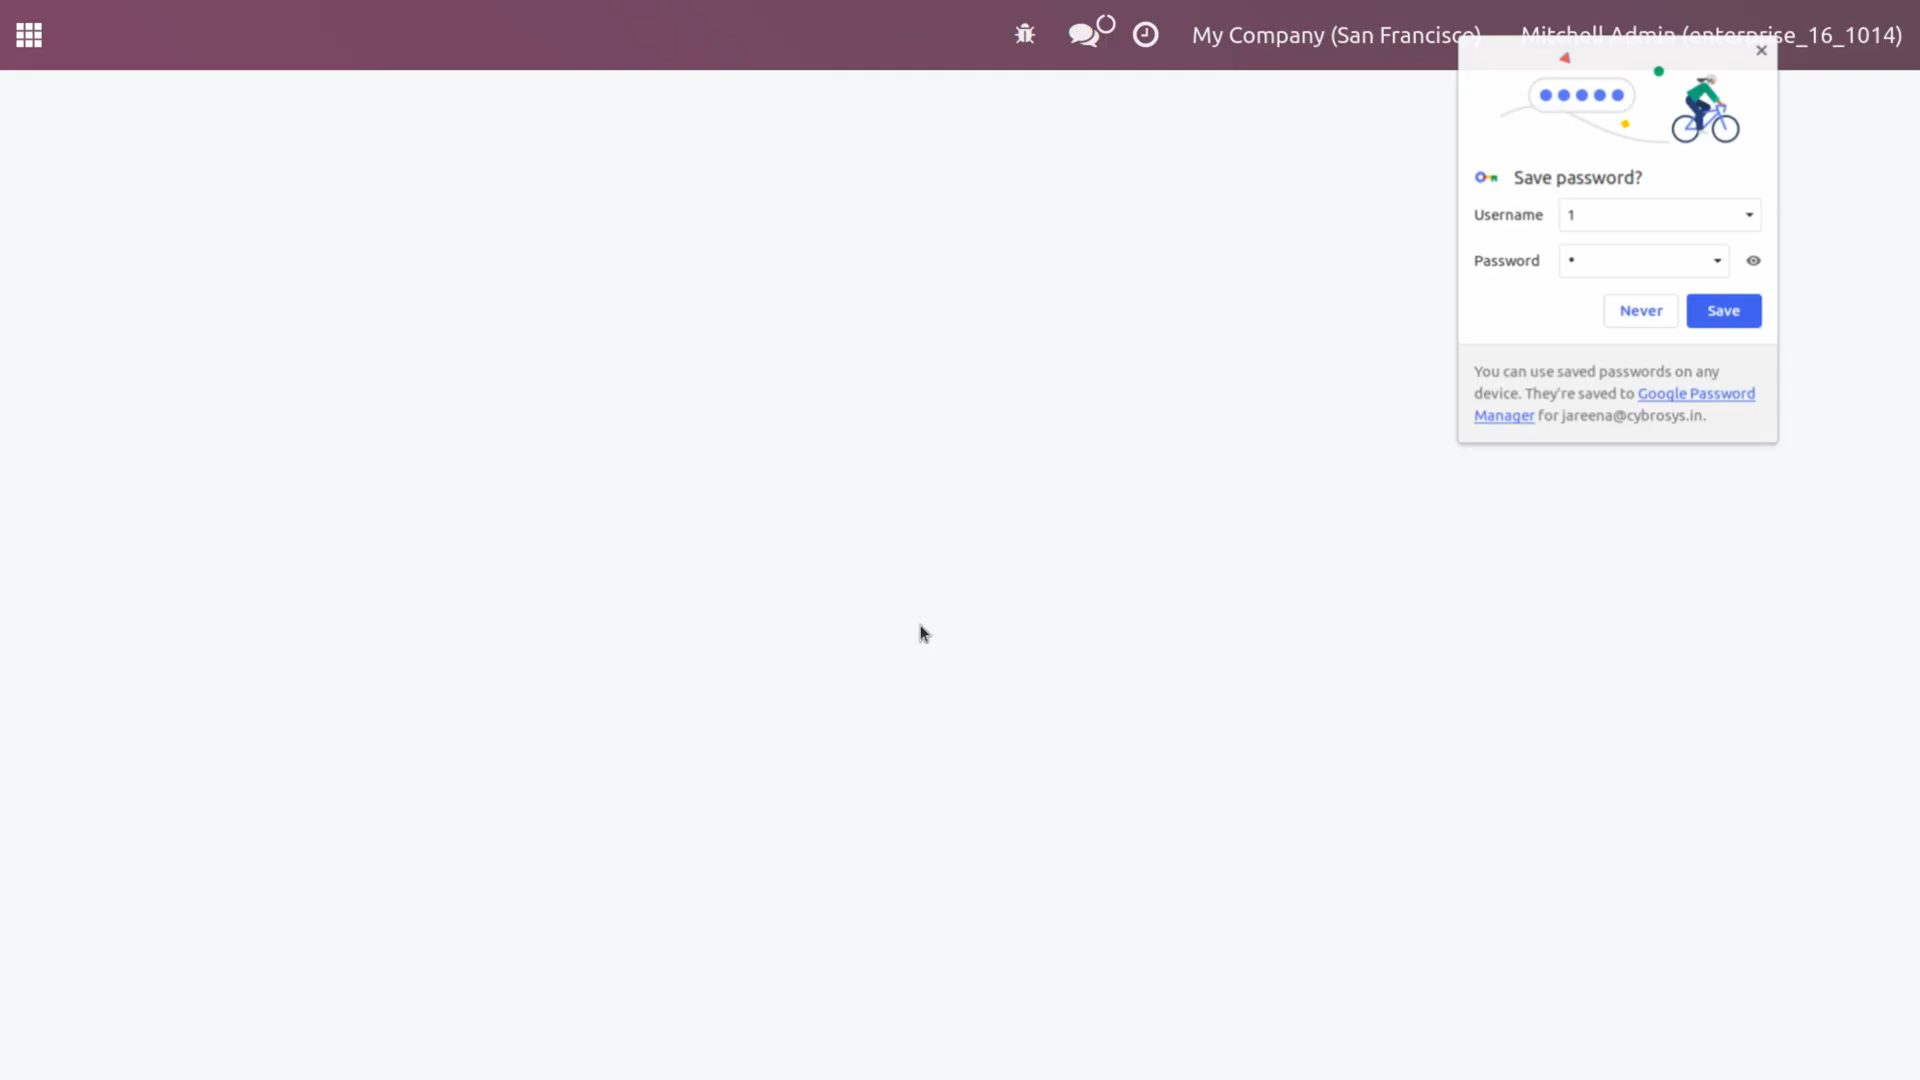 My Company (San Francisco) Mitchell Admin (enterprise_16_1014)
Save password?
Username 1
Password •
Never Save
You can use saved passwords on any
device. They're saved to Google Password
Manager for jareena@cybrosys.in.